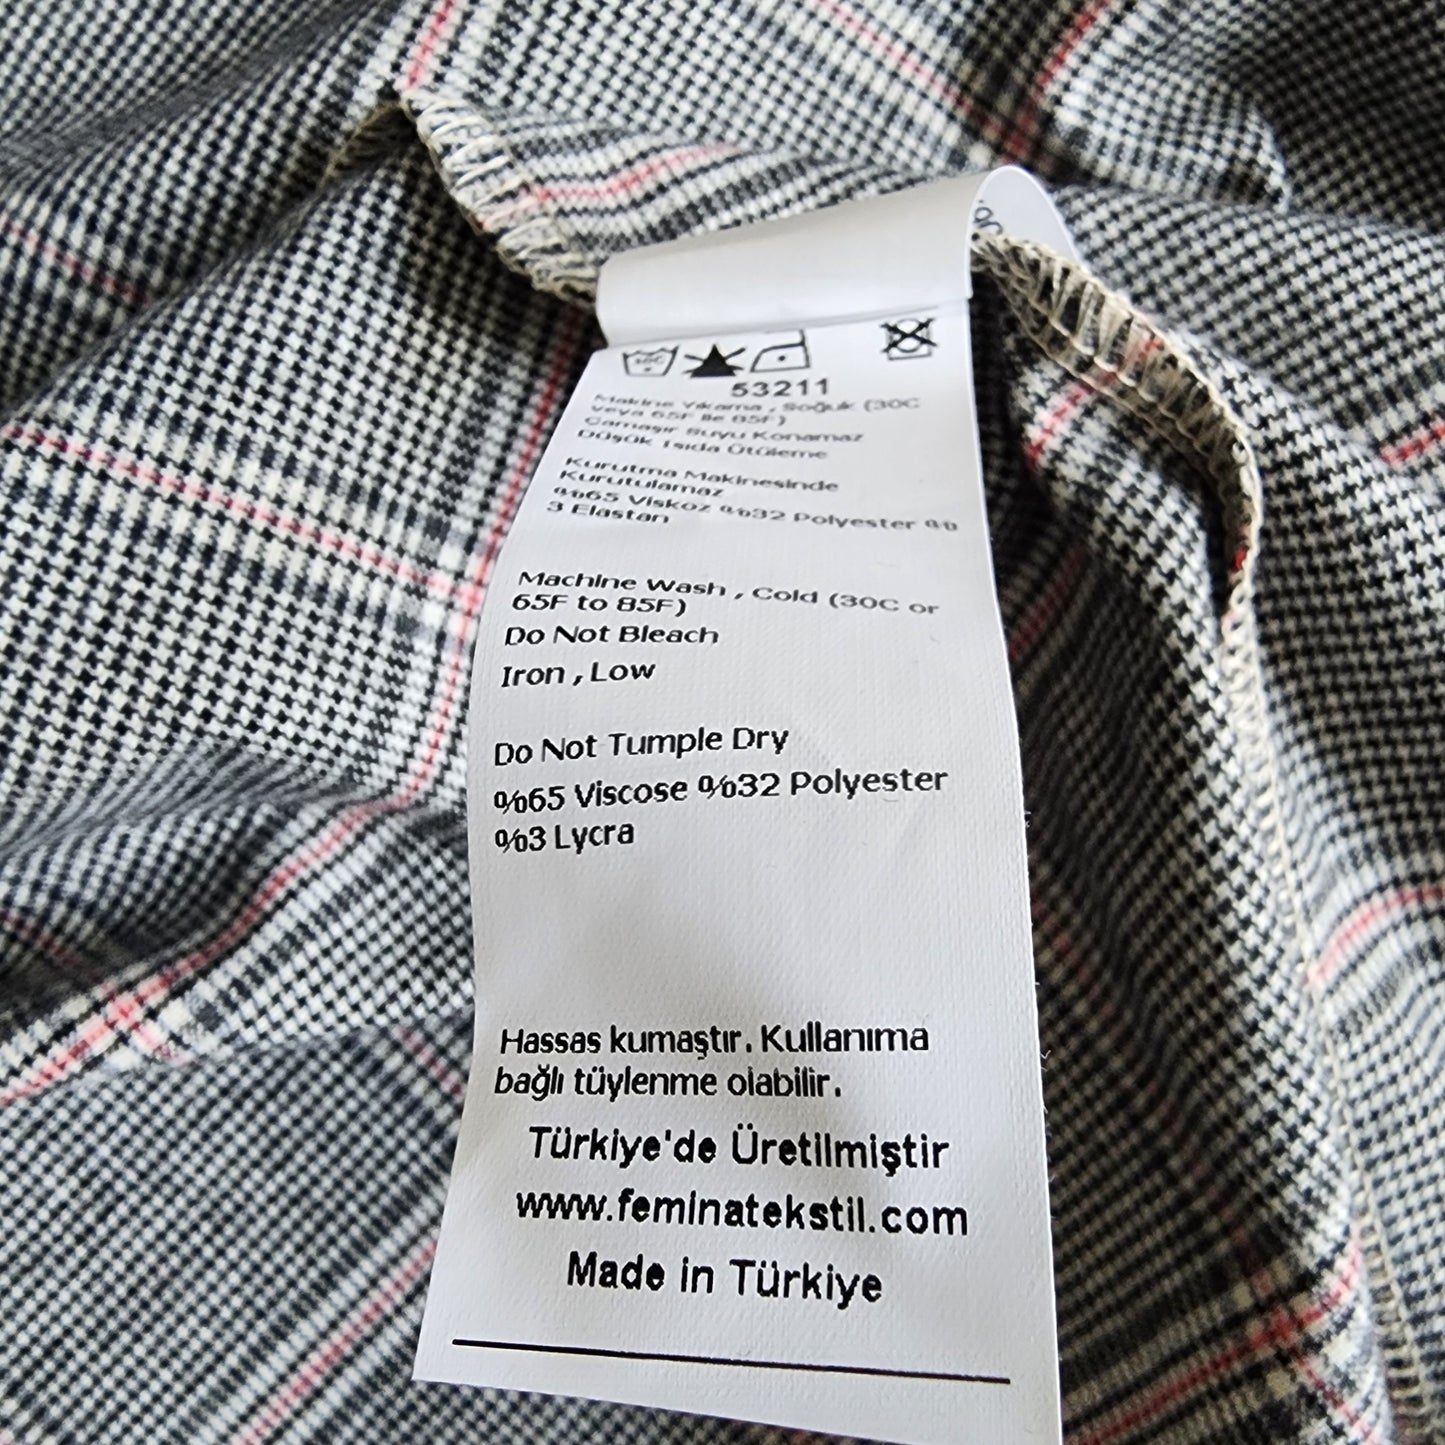 53211
Makine Yıkama , Soğuk (30C
veya 65F ile 85F)
Çamaşır Suyu Konamaz
Düşük Isıda Ütüleme
Kurutma Makinesinde
Kurutulamaz
%65 Viskoz %32 Polyester %
3 Elastan
Machine Wash , Cold (30C or
65F to 85F)
Do Not Bleach
Iron , Low
Do Not Tumple Dry
%65 Viscose %32 Polyester
%3 Lycra
Hassas kumaştır. Kullanıma
bağlı tüylenme olabilir.
Türkiye'de Üretilmiştir
www.feminatekstil.com
Made in Türkiye